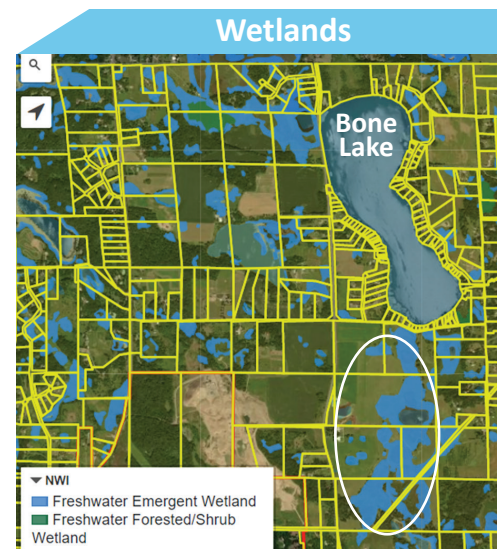 Wetlands
Bone
Lake
NWI
Freshwater Emergent Wetland
Freshwater Forested/Shrub
Wetland